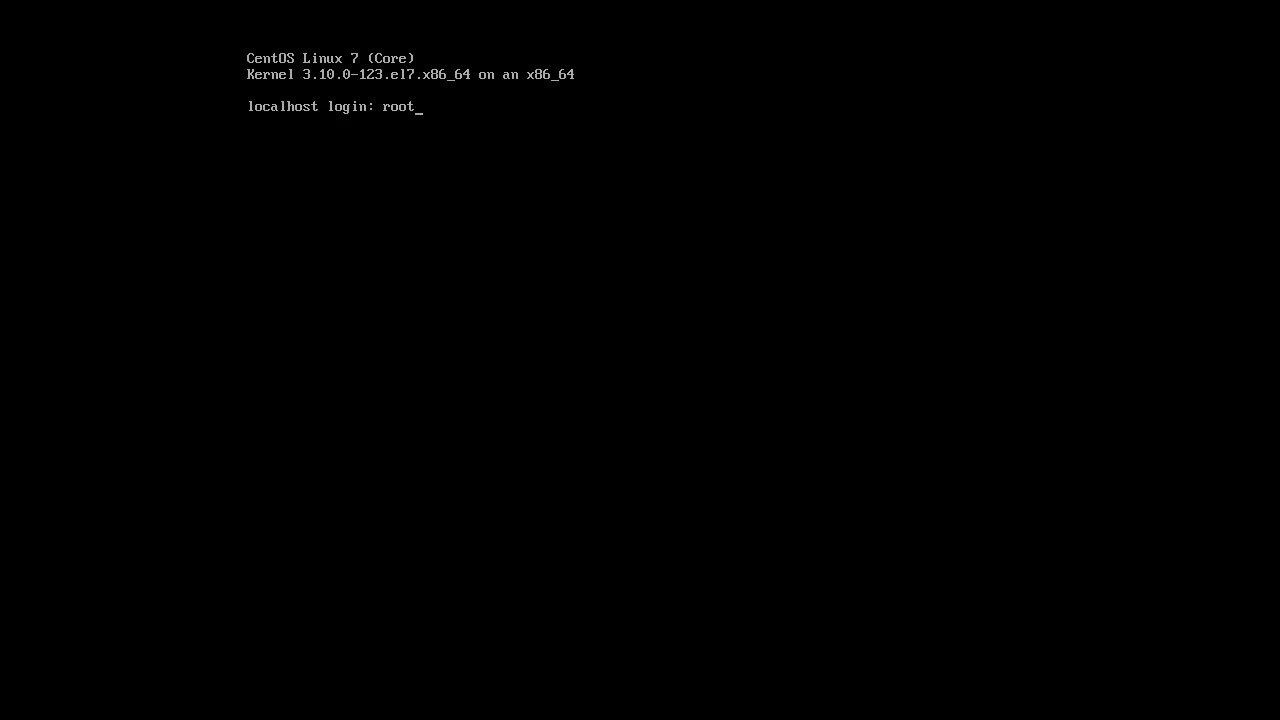 CentOS Linux 7 (Core)
Kernel 3.10.0-123.el7.x86_64 on an x86_64
localhost login: root_